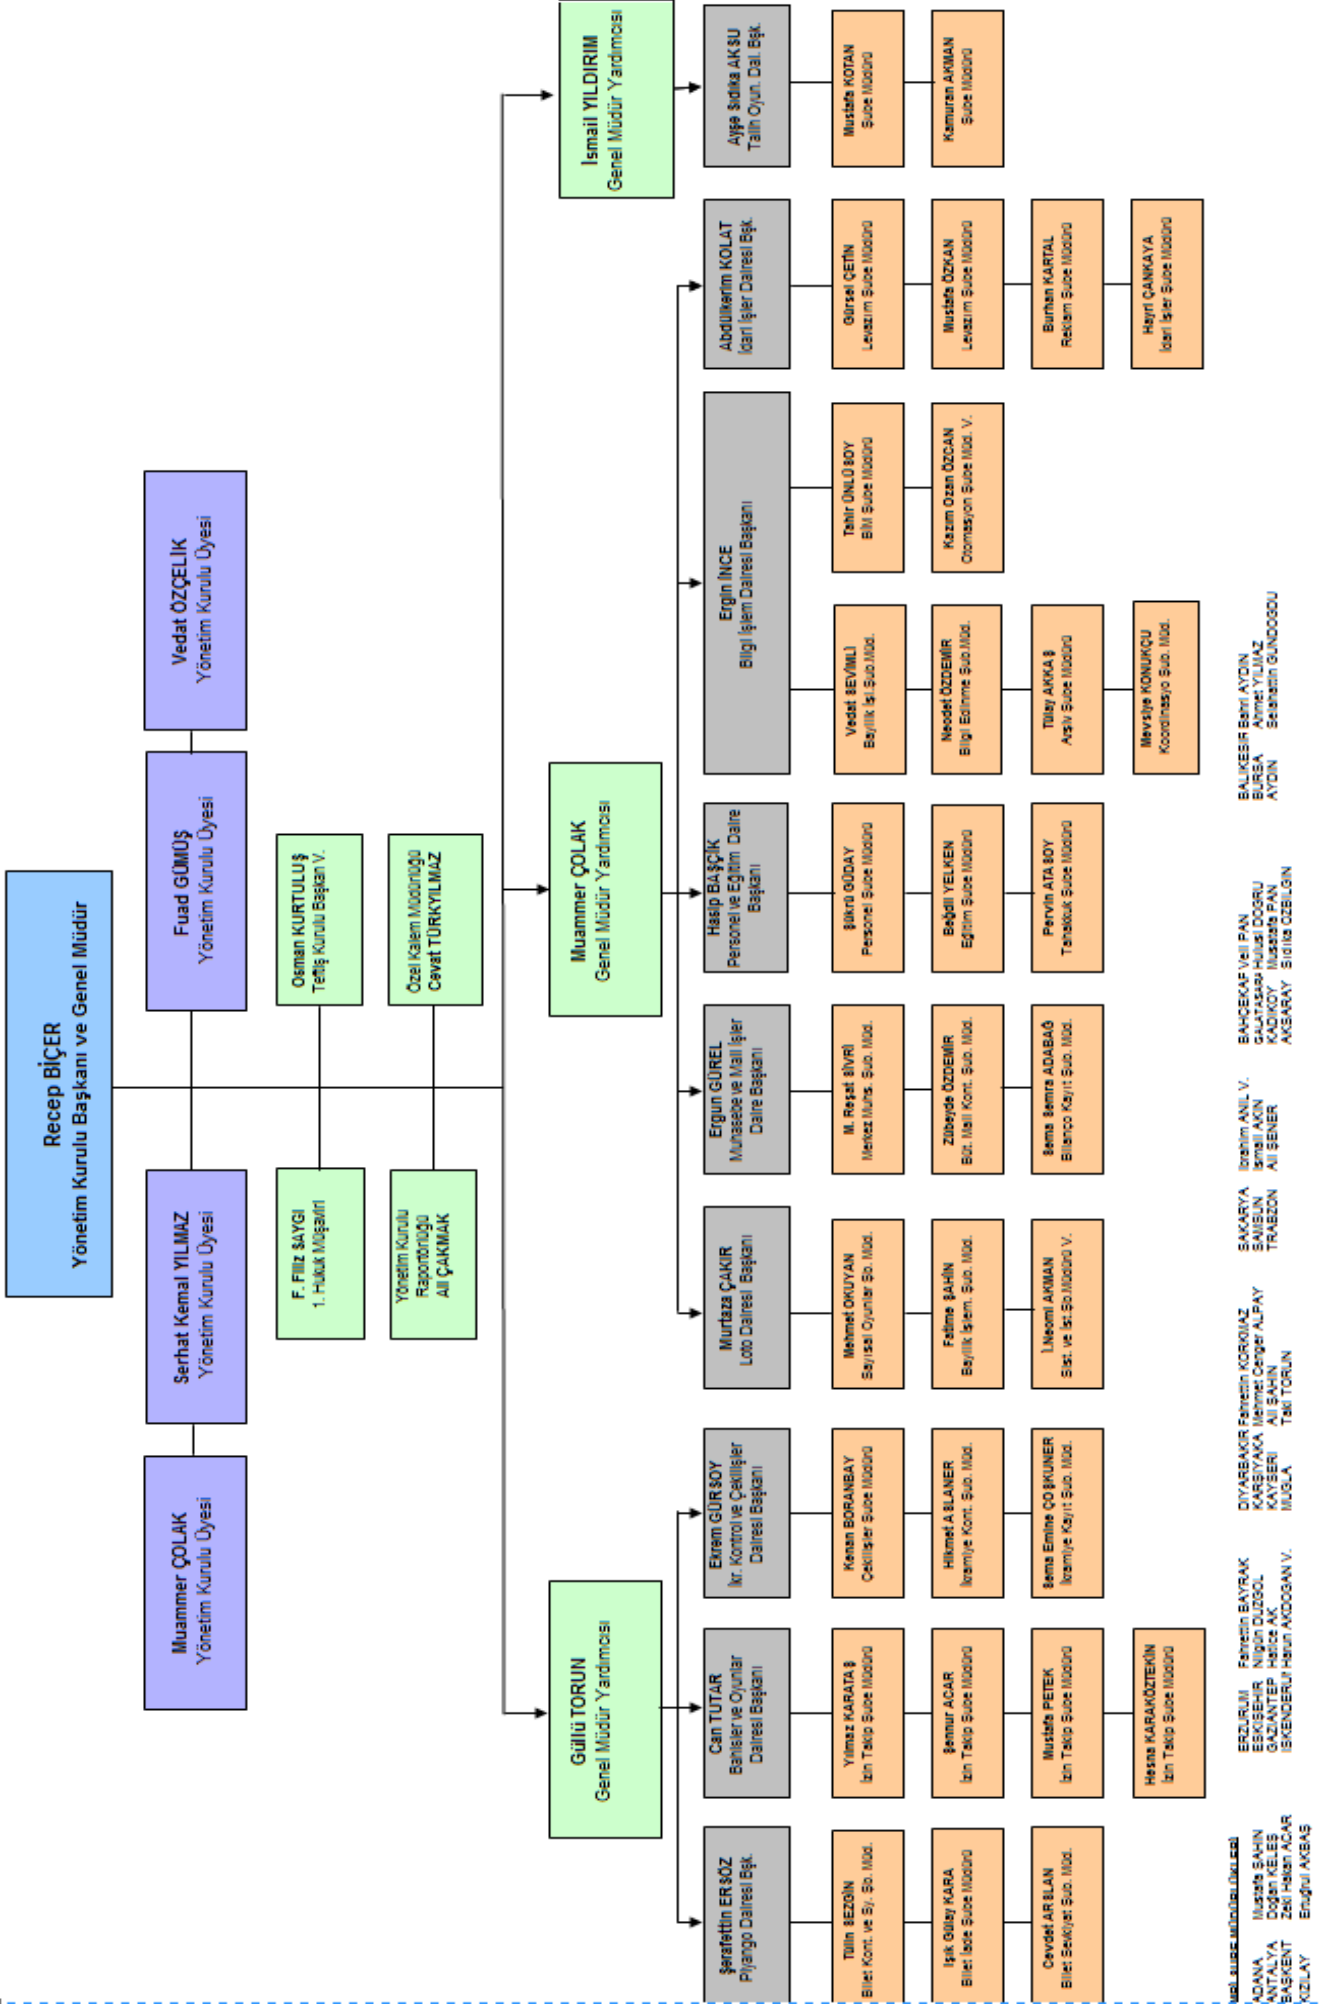 Recep BİÇER
Yönetim Kurulu Başkanı ve Genel Müdür
Muammer ÇOLAK
Yönetim Kurulu Üyesi
Serhat Kemal YILMAZ
Yönetim Kurulu Üyesi
Fuad GÜMÜŞ
Yönetim Kurulu Üyesi
Vedat ÖZÇELİK
Yönetim Kurulu Üyesi
F. Filiz SAYGI
1. Hukuk Müşaviri
Osman KURTULUŞ
Teftiş Kurulu Başkan V.
Yönetim Kurulu
Raportörlüğü
Ali ÇAKMAK
Özel Kalem Müdürlüğü
Cevat TÜRKYILMAZ
Güllü TORUN
Genel Müdür Yardımcısı
Muammer ÇOLAK
Genel Müdür Yardımcısı
İsmail YILDIRIM
Genel Müdür Yardımcısı
Şerafettin ERSÖZ
Piyango Dairesi Bşk.
Can TUTAR
Bahisler ve Oyunlar
Dairesi Başkanı
Ekrem GÜRSOY
İkr. Kontrol ve Çekilişler
Dairesi Başkanı
Murtaza ÇAKIR
Loto Dairesi Başkanı
Ergun GÜREL
Muhasebe ve Mali İşler
Daire Başkanı
Hasip BAŞÇİK
Personel ve Eğitim Daire
Başkanı
Ergin İNCE
Bilgi İşlem Dairesi Başkanı
Abdülkerim KOLAT
İdari İşler Dairesi Bşk.
Ayşe Sıdıka AKSU
Talih Oyun. Dai. Bşk.
Tülin SEZGİN
Bilet Kont. ve Sy. Şb. Müd.
Işık Gülay KARA
Bilet İade Şube Müdürü
Cevdet ARSLAN
Bilet Sevkiyat Şub. Müd.
Yılmaz KARATAŞ
İzin Takip Şube Müdürü
Şennur ACAR
İzin Takip Şube Müdürü
Mustafa PETEK
İzin Takip Şube Müdürü
Hesna KARAKÖZTEKİN
İzin Takip Şube Müdürü
Kenan BORANBAY
Çekilişler Şube Müdürü
Hikmet ASLANER
İkramiye Kont. Şub. Müd.
Sema Emine COŞKUNER
İkramiye Kayıt Şub. Müd.
Mehmet OKUYAN
Sayısal Oyunlar Şb. Müd.
Fatime ŞAHİN
Bayilik İşlem. Şub. Müd.
İ.Necmi AKMAN
Sist. ve İst.Şb.Müdürü V.
M. Reşat SİVRİ
Merkez Muhs. Şub. Müd.
Zübeyde ÖZDEMİR
Büt. Mali Kont. Şub. Müd.
Sema Semra ADABAĞ
Bilanco Kayıt Şub. Müd.
Şükrü GÜDAY
Personel Şube Müdürü
Beğdil YELKEN
Eğitim Şube Müdürü
Pervin ATASOY
Tahakkuk Şube Müdürü
Vedat SEVİMLİ
Bayilik İşl.Şub.Müd.
Necdet ÖZDEMİR
Bilgi Edinme Şub.Müd.
Tülay AKKAŞ
Arşiv Şube Müdürü
Mevsiye KONUKÇU
Koordinasyo Şub. Müd.
Tahir ÜNLÜSOY
BİM Şube Müdürü
Kazım Ozan ÖZCAN
Otomasyon Şube Müd. V.
Gürsel ÇETİN
Levazım Şube Müdürü
Mustafa ÖZKAN
Levazım Şube Müdürü
Burhan KARTAL
Reklam Şube Müdürü
Hayri ÇANKAYA
İdari İşler Şube Müdürü
Mustafa KOTAN
Şube Müdürü
Kamuran AKMAN
Şube Müdürü
ADANA Mustafa ŞAHİN
ANTALYA Doğan KELEŞ
BAŞKENT Zeki Hakan ACAR
KIZILAY Ertuğrul AKBAŞ
ERZURUM Fahrettin BAYRAK
ESKİŞEHİR Nilgün DÜZGÖL
GAZİANTEP Hatice AK
İSKENDERUN Harun AKDOĞAN V.
DİYARBAKIR Fahrettin KORKMAZ
KARŞIYAKA Mehmet Cenger ALPAY
KAYSERİ Ali ŞAHİN
MUĞLA Taki TORUN
SAKARYA İbrahim ANIL V.
SAMSUN İsmail AKIN
TRABZON Ali ŞENER
BAHÇEKAP Veli PAN
GALATASARA Hulusi DOĞRU
KADIKÖY Musatafa PAN
AKSARAY Sıdıka ÖZBİLGİN
BALIKESİR Bahri AYDIN
BURSA Ahmet YILMAZ
AYDIN Selahattin GÜNDOĞDU